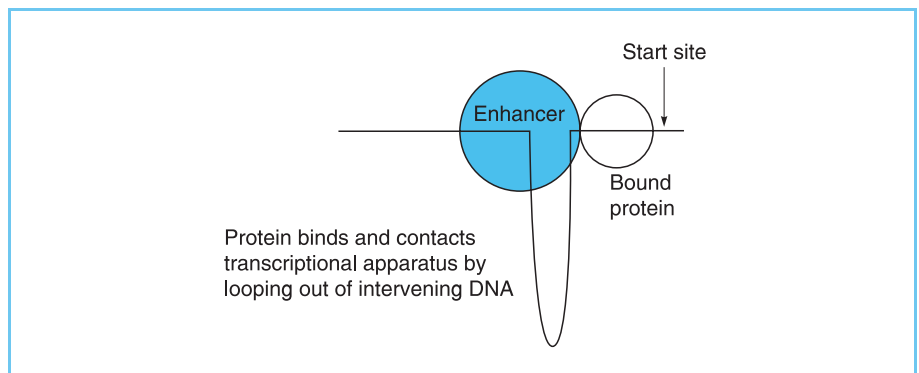 Start site
Enhancer
Bound
protein
Protein binds and contacts
transcriptional apparatus by
looping out of intervening DNA